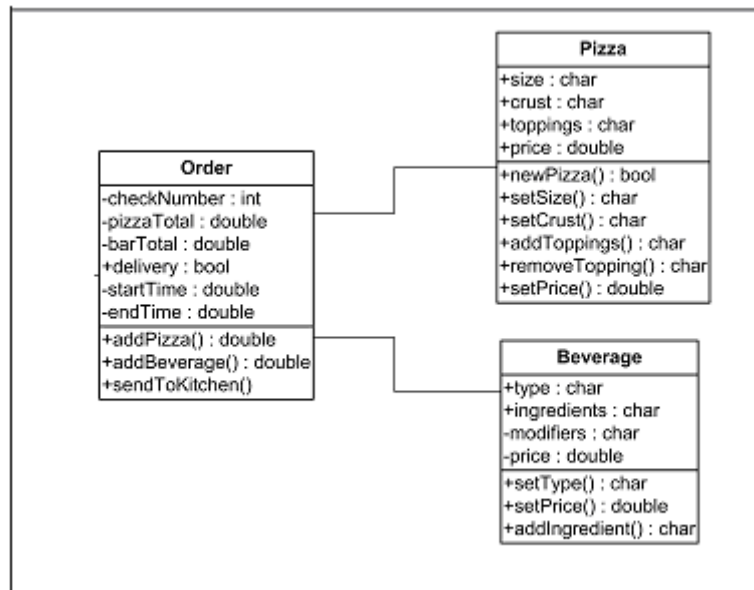 Pizza
+size : char
+crust : char
+toppings : char
+price : double
+newPizza() : bool
+setSize() : char
+setCrust() : char
+addToppings() : char
+removeTopping() : char
+setPrice() : double
Order
-checkNumber : int
-pizzaTotal : double
-barTotal : double
+delivery : bool
-startTime : double
-endTime : double
+addPizza() : double
+addBeverage() : double
+sendToKitchen()
Beverage
+type : char
+ingredients : char
-modifiers : char
-price : double
+setType() : char
+setPrice() : double
+addIngredient() : char